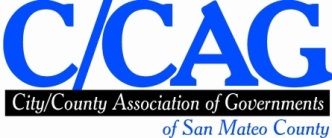 C/CAG
City/County Association of Governments
of San Mateo County